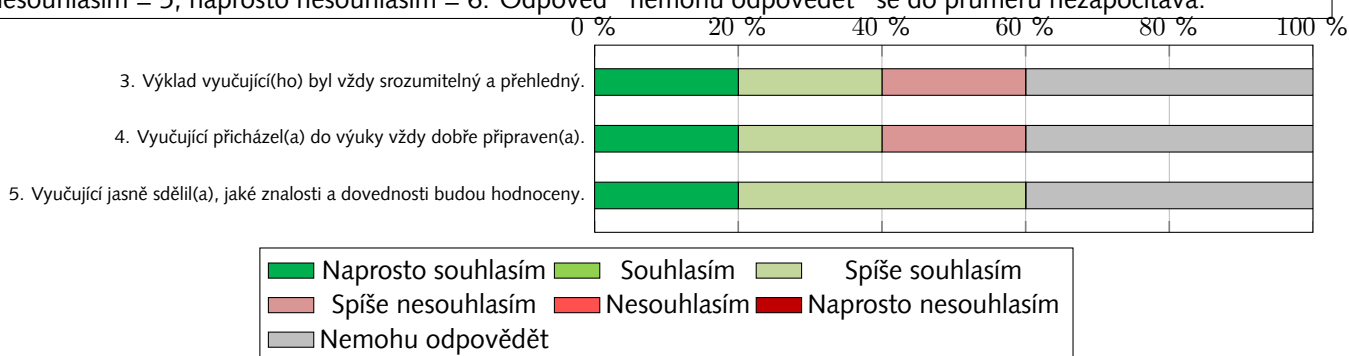 nesouhlasím = 5, naprosto nesouhlasím = 6. Odpověď "nemohu odpovědět" se do průměru nezapočítává.
0 % 20 % 40 % 60 % 80 % 100 %
3. Výklad vyučující(ho) byl vždy srozumitelný a přehledný.
4. Vyučující přicházel(a) do výuky vždy dobře připraven(a).
5. Vyučující jasně sdělil(a), jaké znalosti a dovednosti budou hodnoceny.
Naprosto souhlasím Souhlasím Spíše souhlasím
Spíše nesouhlasím Nesouhlasím Naprosto nesouhlasím
Nemohu odpovědět